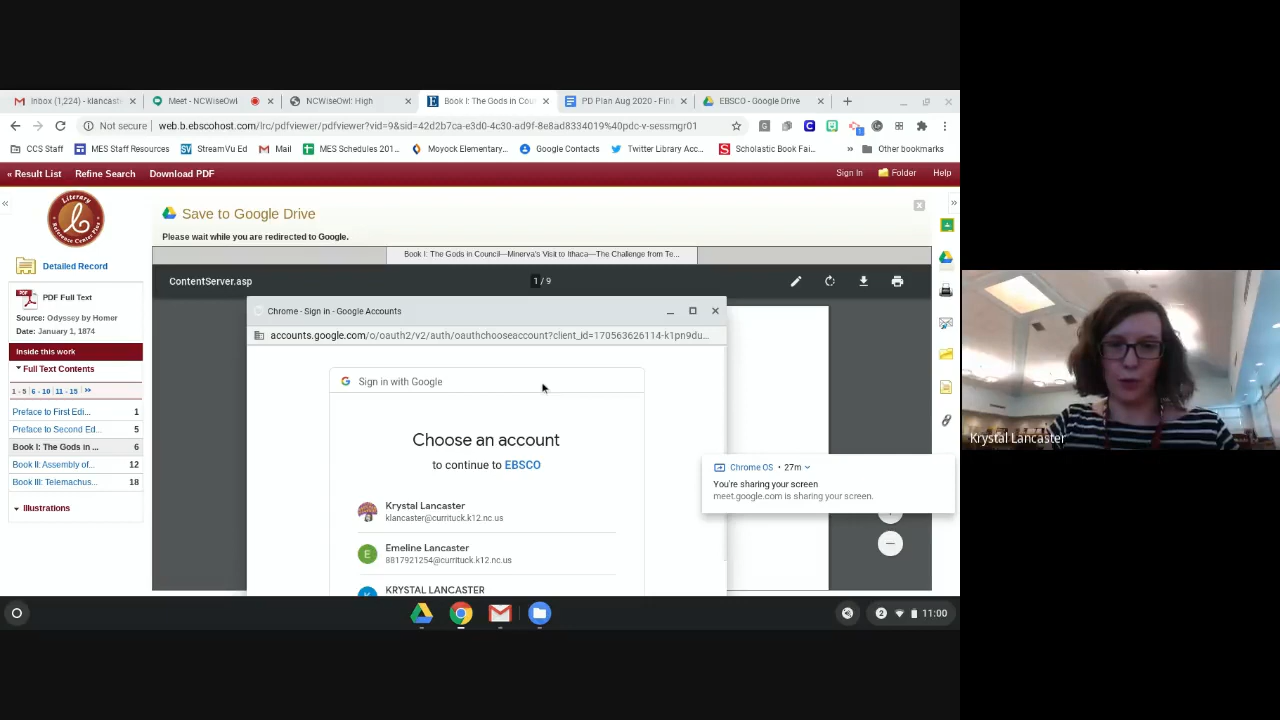 Inbox (1,224) - klancast
Meet - NCWiseOwl
NCWiseOwl: High
Book I: The Gods in Cou
PD Plan Aug 2020 - Fina
EBSCO - Google Drive
Not secure
web.b.ebscohost.com/lrc/pdfviewer/pdfviewer?vid=9&sid=42d2b7ca-e3d0-4c30-ad9f-8e8ad8334019%40pdc-v-sessmgr01
CCS Staff
MES Staff Resources
StreamVu Ed
Mail
MES Schedules 201...
Moyock Elementary...
Google Contacts
Twitter Library Acc...
Scholastic Book Fai...
Other bookmarks
« Result List
Refine Search
Download PDF
Sign In
Folder
Help
Literary
Reference Center Plus
Save to Google Drive
Please wait while you are redirected to Google.
Detailed Record
Book I: The Gods in Council—Minerva's Visit to Ithaca—The Challenge from Te...
ContentServer.asp
1 / 9
PDF Full Text
Source: Odyssey by Homer
Date: January 1, 1874
Inside this work
Full Text Contents
1 - 5 6 - 10 11 - 15 »
Preface to First Edi... 1
Preface to Second Ed... 5
Book I: The Gods in ... 6
Book II: Assembly of... 12
Book III: Telemachus... 18
Illustrations
Chrome - Sign in - Google Accounts
accounts.google.com/o/oauth2/v2/auth/oauthchooseaccount?client_id=170563626114-k1pn9du...
Sign in with Google
Choose an account
to continue to EBSCO
Krystal Lancaster
klancaster@currituck.k12.nc.us
E
Emeline Lancaster
8817921254@currituck.k12.nc.us
KRYSTAL LANCASTER
Chrome OS • 27m
You're sharing your screen
meet.google.com is sharing your screen.
Krystal Lancaster
2
11:00